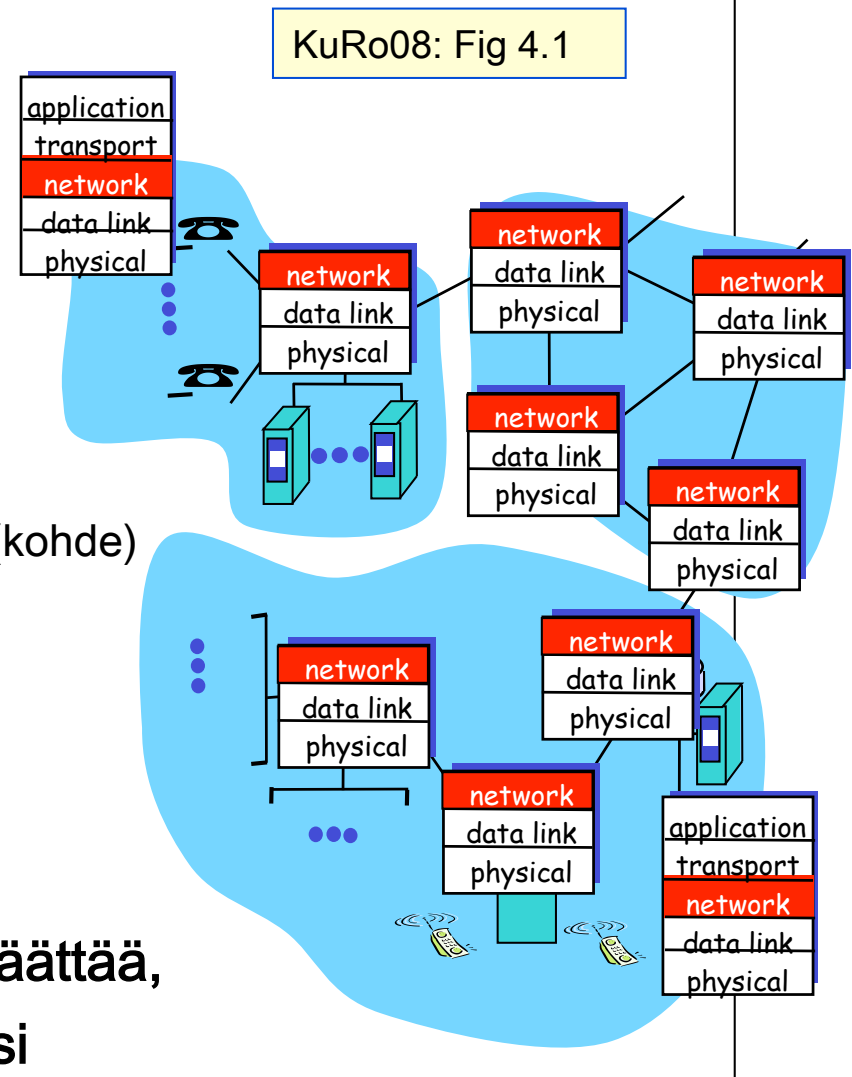 KuRo08: Fig 4.1
application
transport
network
data link
physical
network
data link
physical
network
data link
physical
network
data link
physical
network
data link
physical
network
data link
physical
(kohde)
network
data link
physical
network
data link
physical
network
data link
physical
application
transport
network
data link
physical
äättää,
si